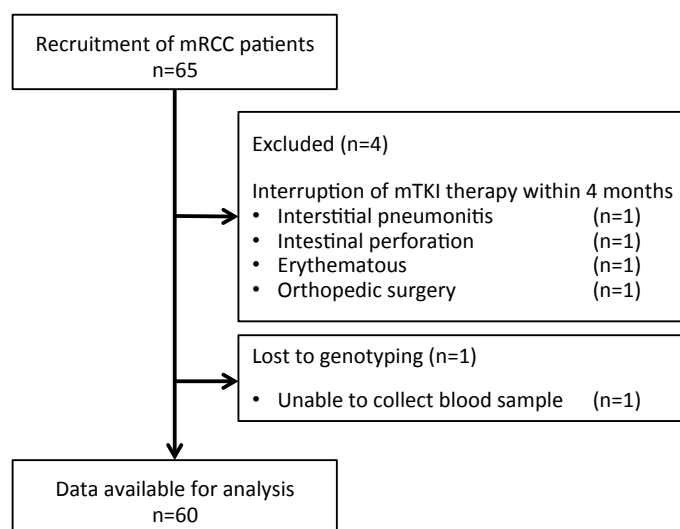 Recruitment of mRCC patients
n=65
Excluded (n=4)
Interruption of mTKI therapy within 4 months
• Interstitial pneumonitis (n=1)
• Intestinal perforation (n=1)
• Erythematous (n=1)
• Orthopedic surgery (n=1)
Lost to genotyping (n=1)
• Unable to collect blood sample (n=1)
Data available for analysis
n=60